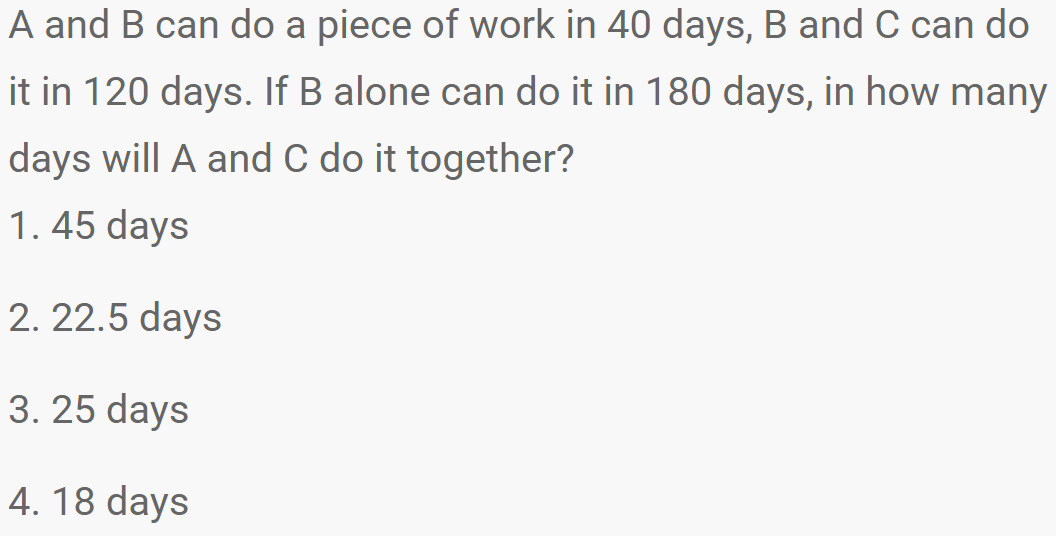 A and B can do a piece of work in 40 days, B and C can do
it in 120 days. If B alone can do it in 180 days, in how many
days will A and C do it together?
1. 45 days
2. 22.5 days
3. 25 days
4. 18 days